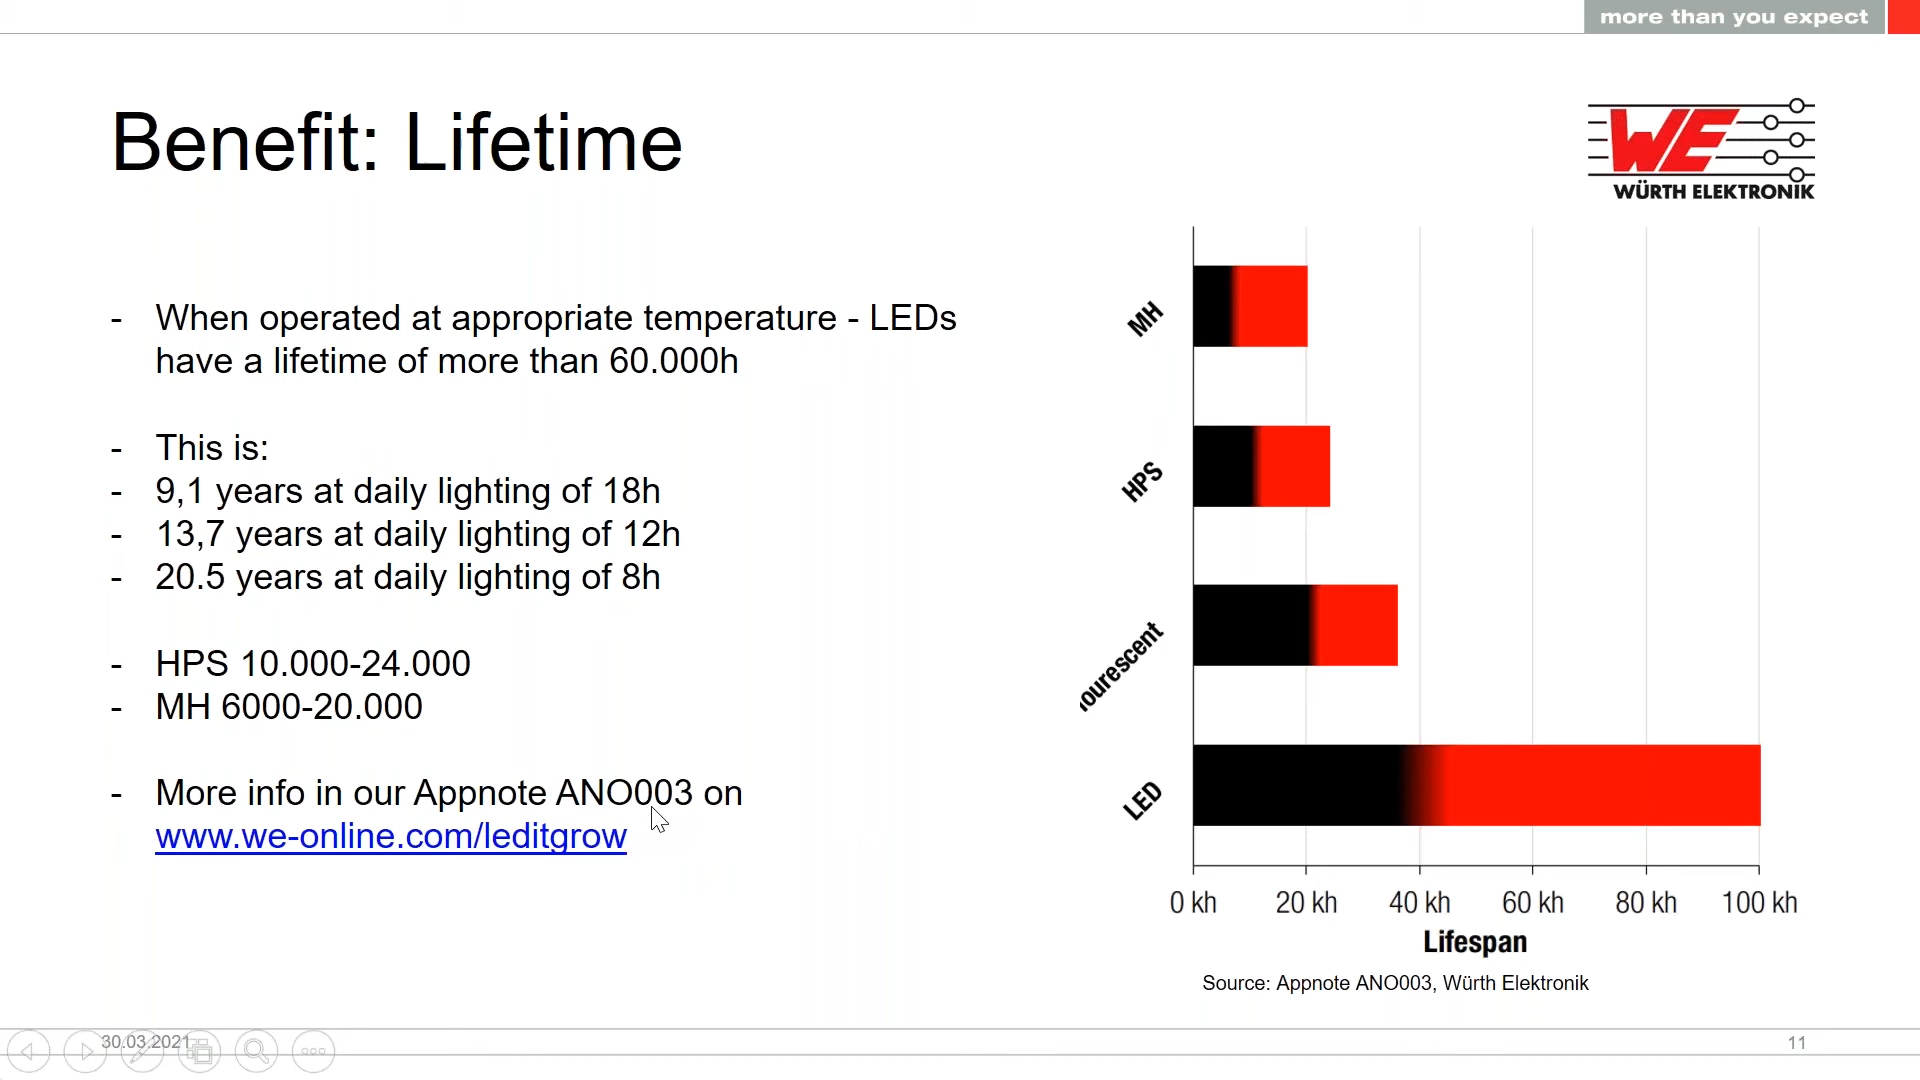 more than you expect
Benefit: Lifetime
WE
WÜRTH ELEKTRONIK
- When operated at appropriate temperature - LEDs
have a lifetime of more than 60.000h
- This is:
- 9,1 years at daily lighting of 18h
- 13,7 years at daily lighting of 12h
- 20.5 years at daily lighting of 8h
- HPS 10.000-24.000
- MH 6000-20.000
- More info in our Appnote ANO003 on
www.we-online.com/leditgrow
MH
HPS
ourescent
LED
0 kh 20 kh 40 kh 60 kh 80 kh 100 kh
Lifespan
Source: Appnote ANO003, Würth Elektronik
30.03.2021
11